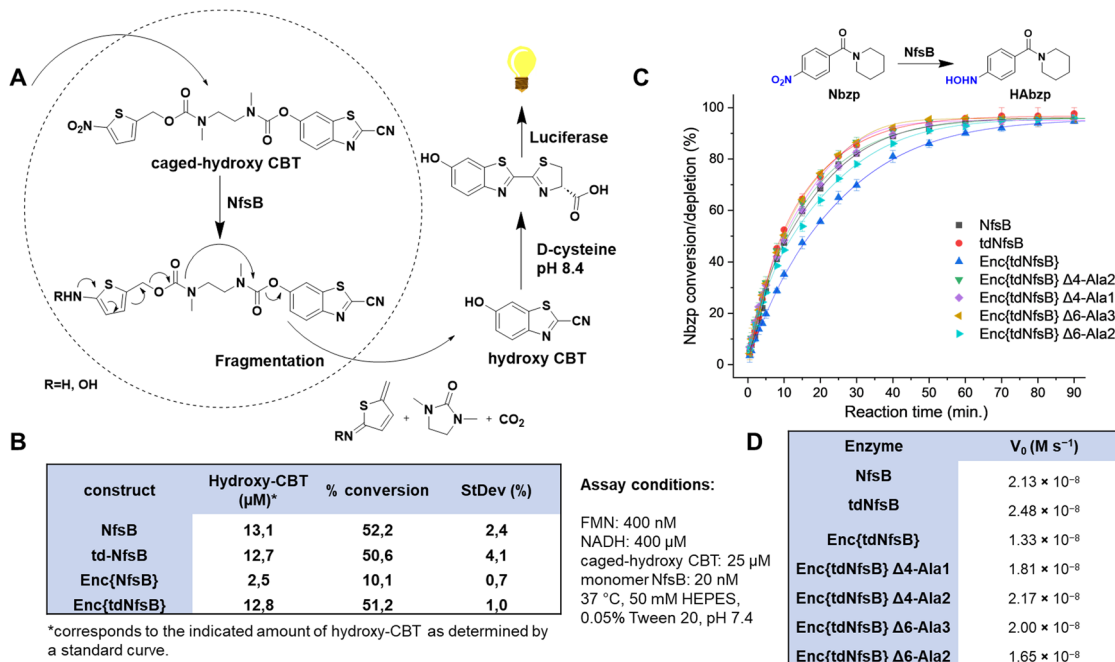 A
O₂N
S
O
O
N
N
O
O
S
N
CN
caged-hydroxy CBT
NfsB
RHN
S
O
O
N
N
O
O
S
N
CN
Fragmentation
R=H, OH
Luciferase
HO
S
N
S
N
OH
O
D-cysteine
pH 8.4
HO
S
N
CN
hydroxy CBT
S
RN
+
O
N
N
+ CO₂
B
construct Hydroxy-CBT (µM)* % conversion StDev (%)
NfsB 13,1 52,2 2,4
td-NfsB 12,7 50,6 4,1
Enc{NfsB} 2,5 10,1 0,7
Enc{tdNfsB} 12,8 51,2 1,0
*corresponds to the indicated amount of hydroxy-CBT as determined by
a standard curve.
Assay conditions:
FMN: 400 nM
NADH: 400 µM
caged-hydroxy CBT: 25 µM
monomer NfsB: 20 nM
37 °C, 50 mM HEPES,
0.05% Tween 20, pH 7.4
C
O
N
O₂N
Nbzp
NfsB
O
N
HOHN
HAbzp
Nbzp conversion/depletion (%)
100
80
60
40
20
0
NfsB
tdNfsB
Enc{tdNfsB}
Enc{tdNfsB} Δ4-Ala2
Enc{tdNfsB} Δ4-Ala1
Enc{tdNfsB} Δ6-Ala3
Enc{tdNfsB} Δ6-Ala2
0 10 20 30 40 50 60 70 80 90
Reaction time (min.)
D
Enzyme V₀ (M s⁻¹)
NfsB 2.13 × 10⁻⁸
tdNfsB 2.48 × 10⁻⁸
Enc{tdNfsB} 1.33 × 10⁻⁸
Enc{tdNfsB} Δ4-Ala1 1.81 × 10⁻⁸
Enc{tdNfsB} Δ4-Ala2 2.17 × 10⁻⁸
Enc{tdNfsB} Δ6-Ala3 2.00 × 10⁻⁸
Enc{tdNfsB} Δ6-Ala2 1.65 × 10⁻⁸